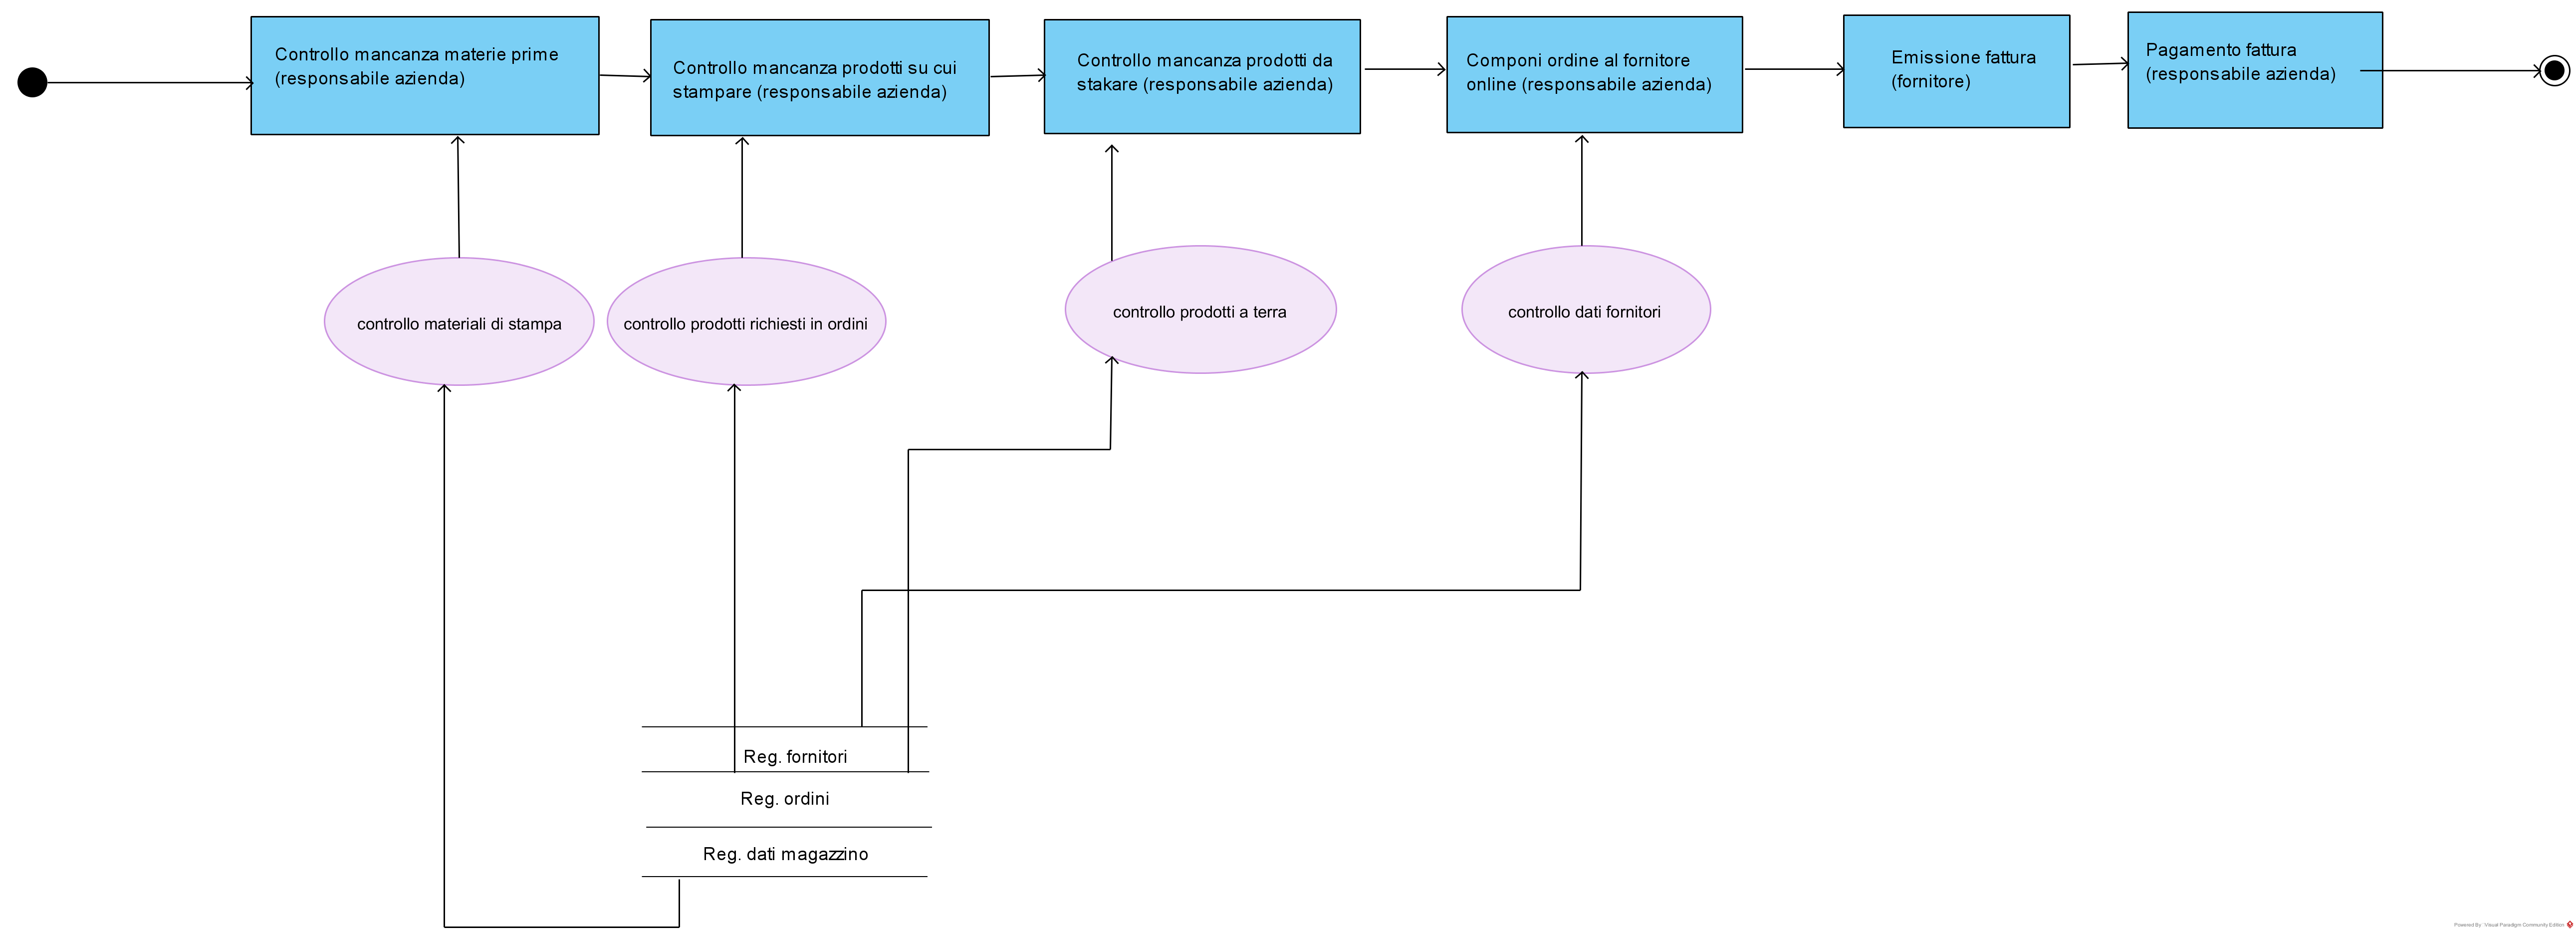 Controllo mancanza materie prime
(responsabile azienda)
Controllo mancanza prodotti su cui
stampare (responsabile azienda)
Controllo mancanza prodotti da
stakare (responsabile azienda)
Componi ordine al fornitore
online (responsabile azienda)
Emissione fattura
(fornitore)
Pagamento fattura
(responsabile azienda)
controllo materiali di stampa
controllo prodotti richiesti in ordini
controllo prodotti a terra
controllo dati fornitori
Reg. fornitori
Reg. ordini
Reg. dati magazzino
Powered By Visual Paradigm Community Edition